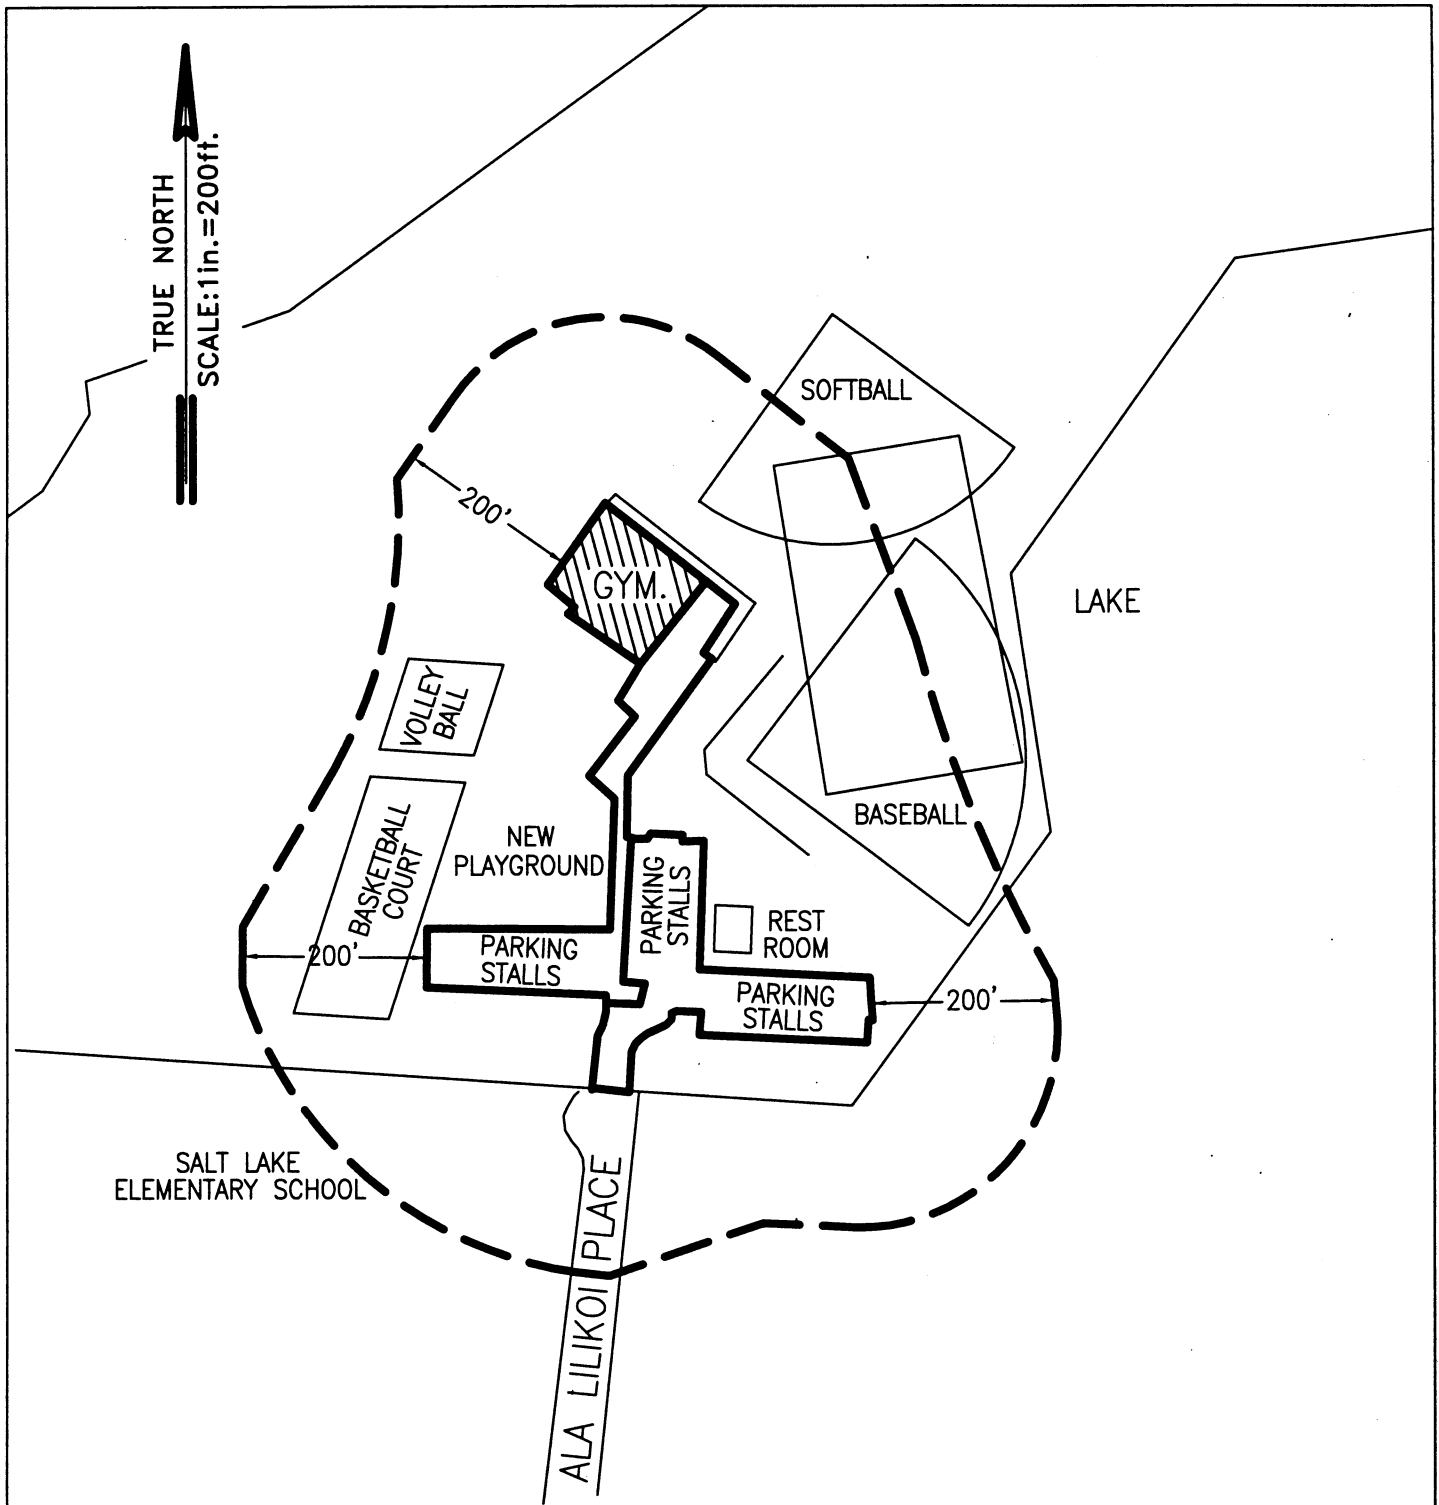 TRUE NORTH
SCALE:1in.=200ft.
SOFTBALL
200'
GYM.
LAKE
VOLLEY
BALL
BASKETBALL
COURT
NEW
PLAYGROUND
BASEBALL
PARKING
STALLS
REST
ROOM
200'
PARKING
STALLS
PARKING
STALLS
200'
SALT LAKE
ELEMENTARY SCHOOL
ALA LILIKOI PLACE